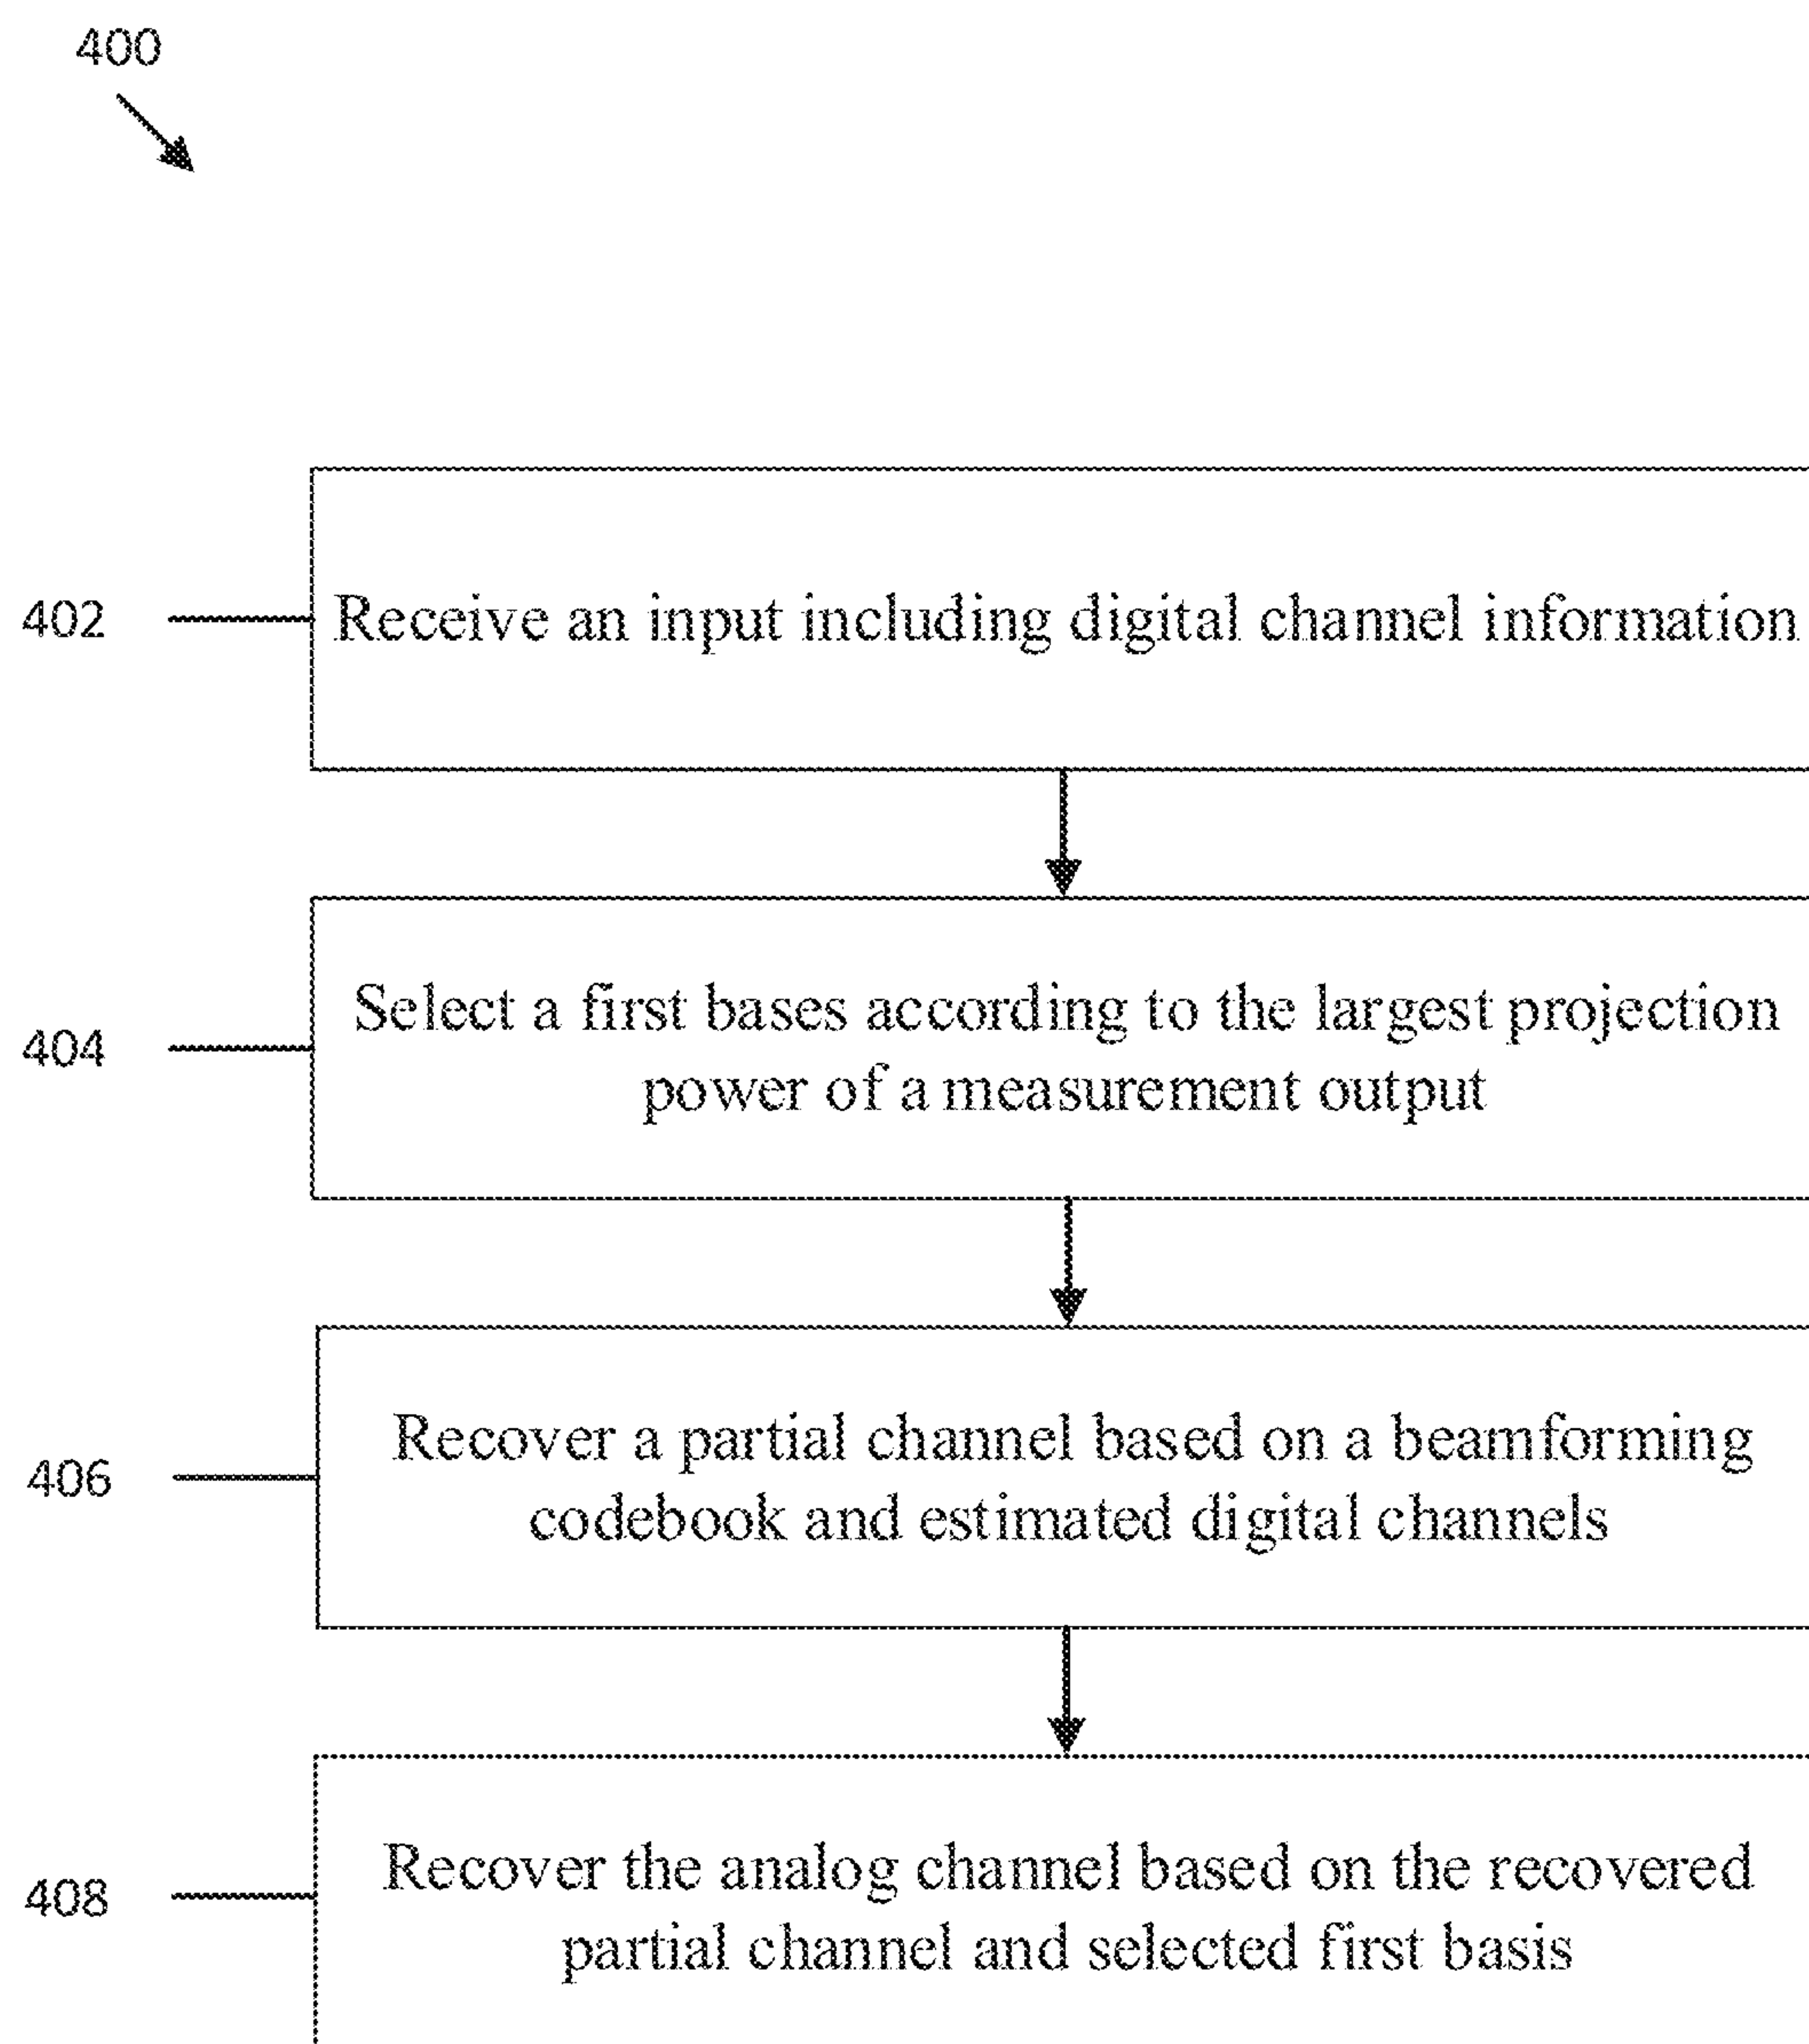 400
402
Receive an input including digital channel information
404
Select a first bases according to the largest projection
power of a measurement output
406
Recover a partial channel based on a beamforming
codebook and estimated digital channels
408
Recover the analog channel based on the recovered
partial channel and selected first basis